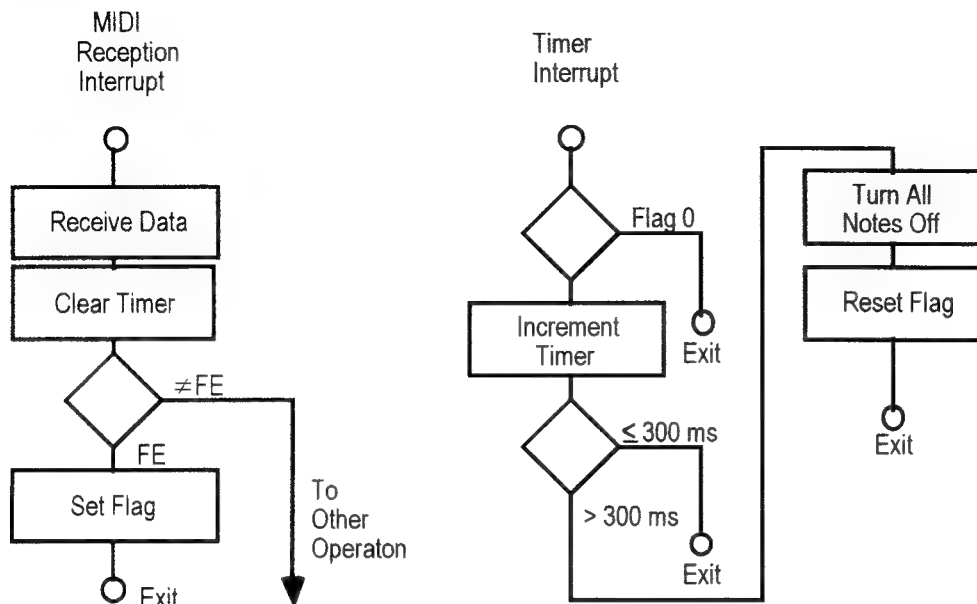 MIDI
Reception
Interrupt
Receive Data
Clear Timer
≠FE
FE
Set Flag
To
Other
Operaton
Exit
Timer
Interrupt
Flag 0
Increment
Timer
Exit
≤ 300 ms
> 300 ms
Exit
Turn All
Notes Off
Reset Flag
Exit